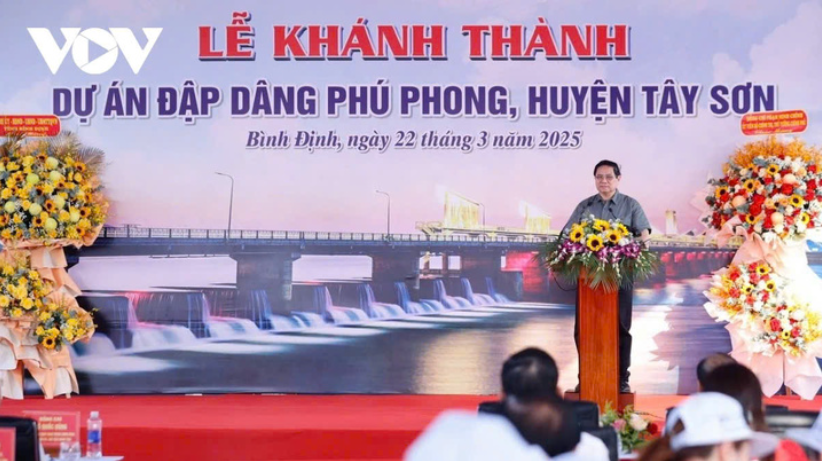 VOV
LỄ KHÁNH THÀNH
DỰ ÁN ĐẬP DÂNG PHÚ PHONG, HUYỆN TÂY SƠN
Bình Định, ngày 22 tháng 3 năm 2025